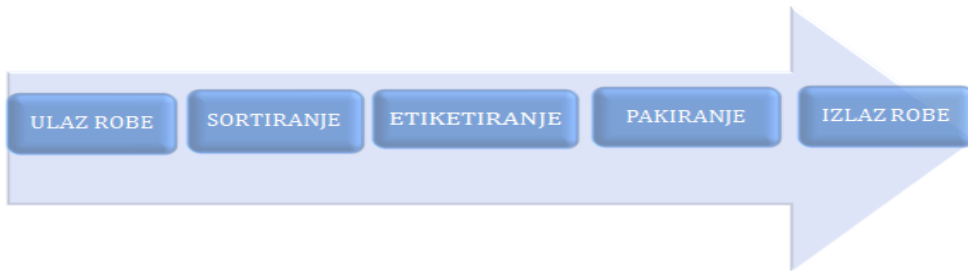 ULAZ ROBE
SORTIRANJE
ETIKETIRANJE
PAKIRANJE
IZLAZ ROBE